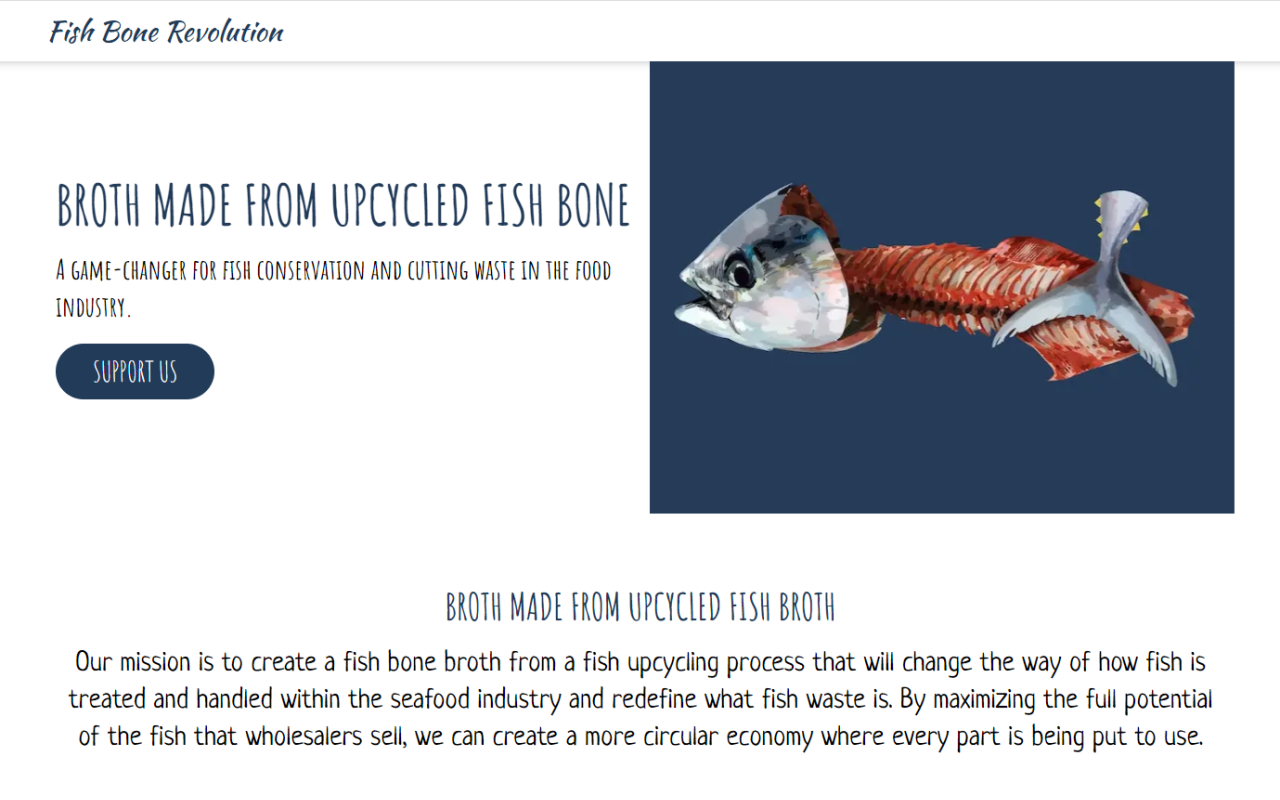 Fish Bone Revolution
BROTH MADE FROM UPCYCLED FISH BONE
A GAME-CHANGER FOR FISH CONSERVATION AND CUTTING WASTE IN THE FOOD
INDUSTRY.
SUPPORT US
BROTH MADE FROM UPCYCLED FISH BROTH
Our mission is to create a fish bone broth from a fish upcycling process that will change the way of how fish is
treated and handled within the seafood industry and redefine what fish waste is. By maximizing the full potential
of the fish that wholesalers sell, we can create a more circular economy where every part is being put to use.